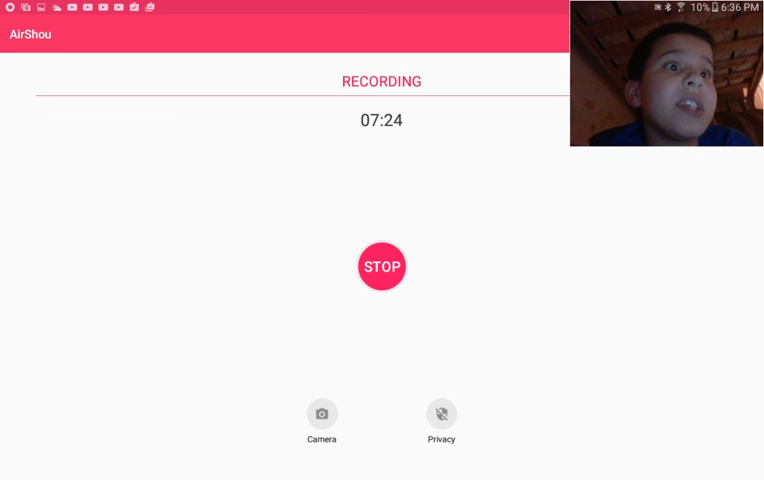 10% 6:36 PM
AirShou
RECORDING
07:24
STOP
Camera
Privacy